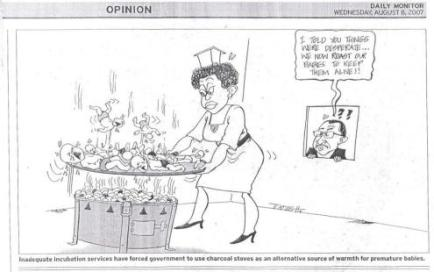 OPINION
DAILY MONITOR
WEDNESDAY, AUGUST 8, 2007
I TOLD YOU THINGS
WERE DESPERATE...
WE NOW ROAST OUR
BABIES TO KEEP
THEM ALIVE!!
??
Inadequate incubation services have forced government to use charcoal stoves as an alternative source of warmth for premature babies.